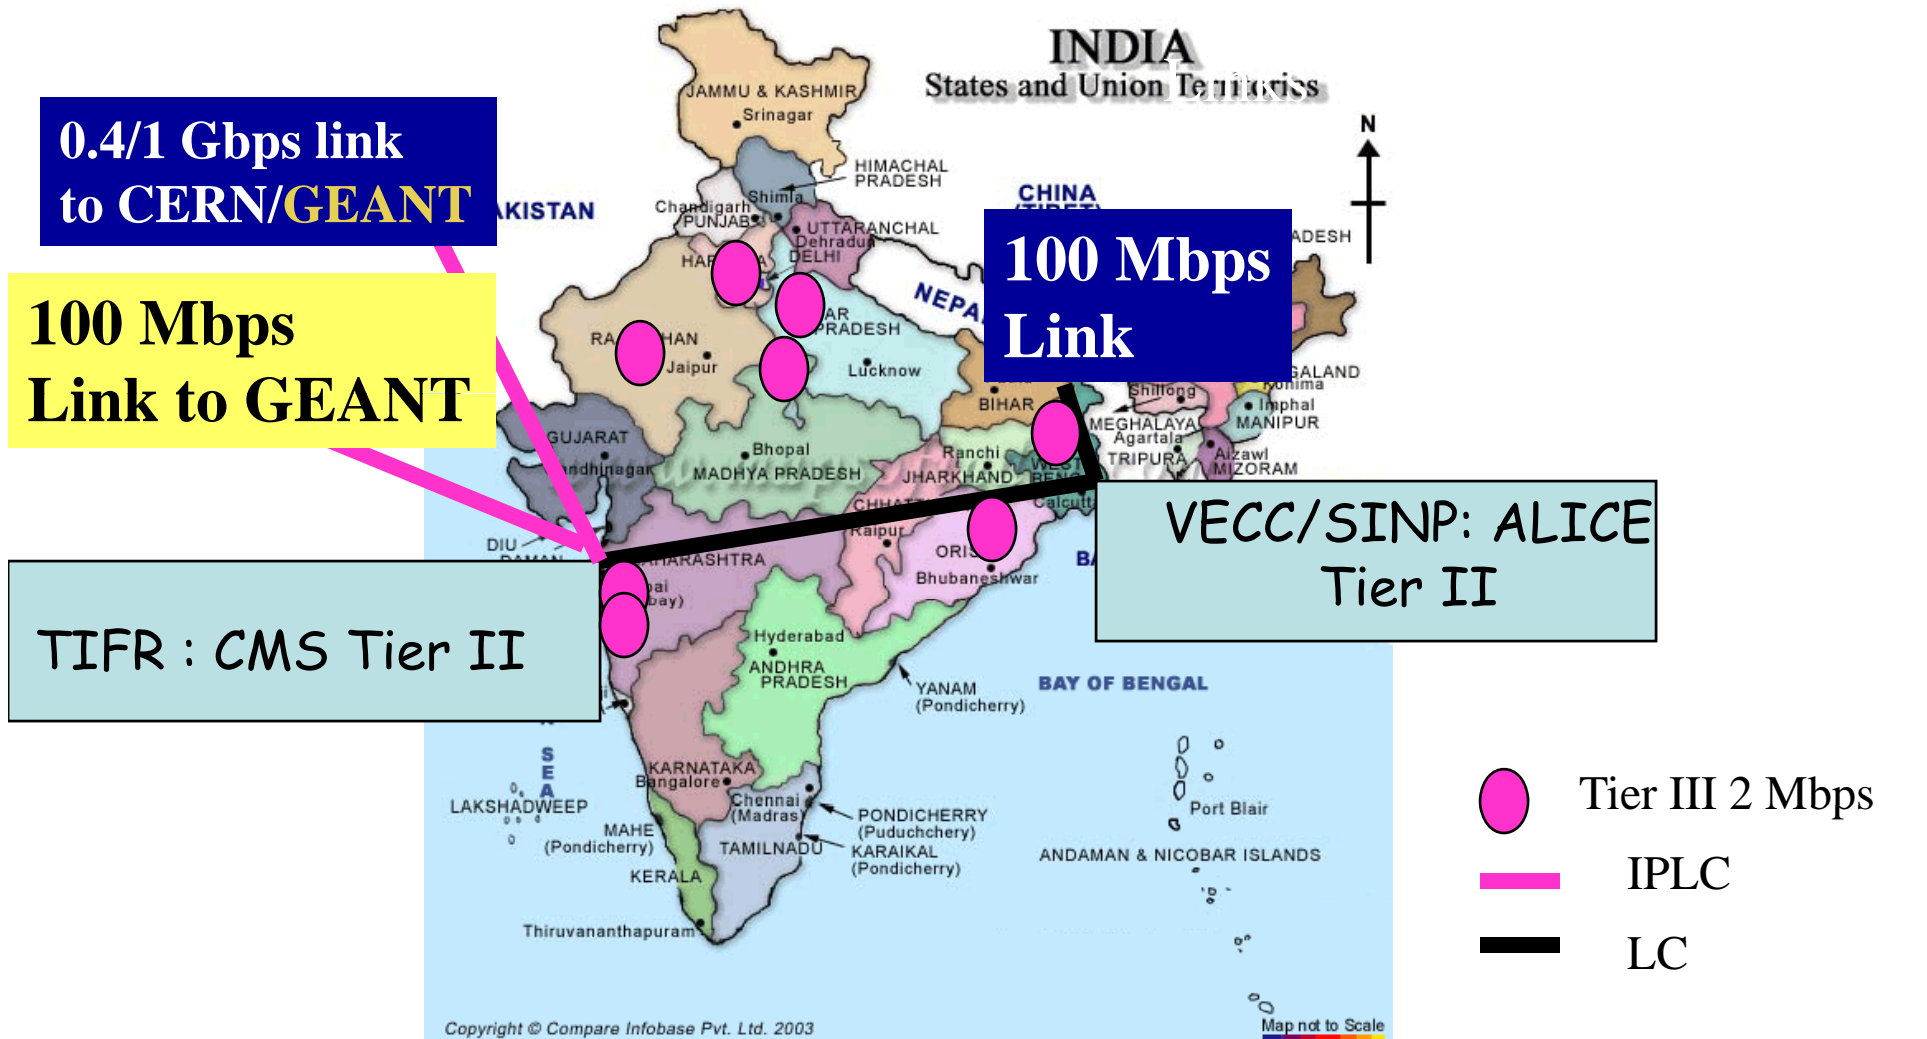 INDIA
Links
States and Union Territories
0.4/1 Gbps link
to CERN/GEANT
100 Mbps
Link to GEANT
100 Mbps
Link
JAMMU & KASHMIR
Srinagar
N
HIMACHAL
PRADESH
Shimla
CHINA
Chandigarh
PUNJAB
UTTARANCHAL
Dehradun
DELHI
PRADESH
Jaipur
Lucknow
BIHAR
Shillong
Kohima
Imphal
MANIPUR
MEGHALAYA
Agartala
TRIPURA
Aizawl
MIZORAM
GUJARAT
Bhopal
MADHYA PRADESH
Ranchi
JHARKHAND
Raipur
DIU
Bhubaneshwar
VECC/SINP: ALICE
Tier II
TIFR : CMS Tier II
Hyderabad
ANDHRA
PRADESH
YANAM
(Pondicherry)
BAY OF BENGAL
SEA
KARNATAKA
Bangalore
Chennai
(Madras)
LAKSHADWEEP
MAHE
(Pondicherry)
PONDICHERRY
(Puduchchery)
TAMILNADU
KARAIKAL
(Pondicherry)
KERALA
Thiruvananthapuram
Port Blair
ANDAMAN & NICOBAR ISLANDS
Tier III 2 Mbps
IPLC
LC
Copyright © Compare Infobase Pvt. Ltd. 2003
Map not to Scale